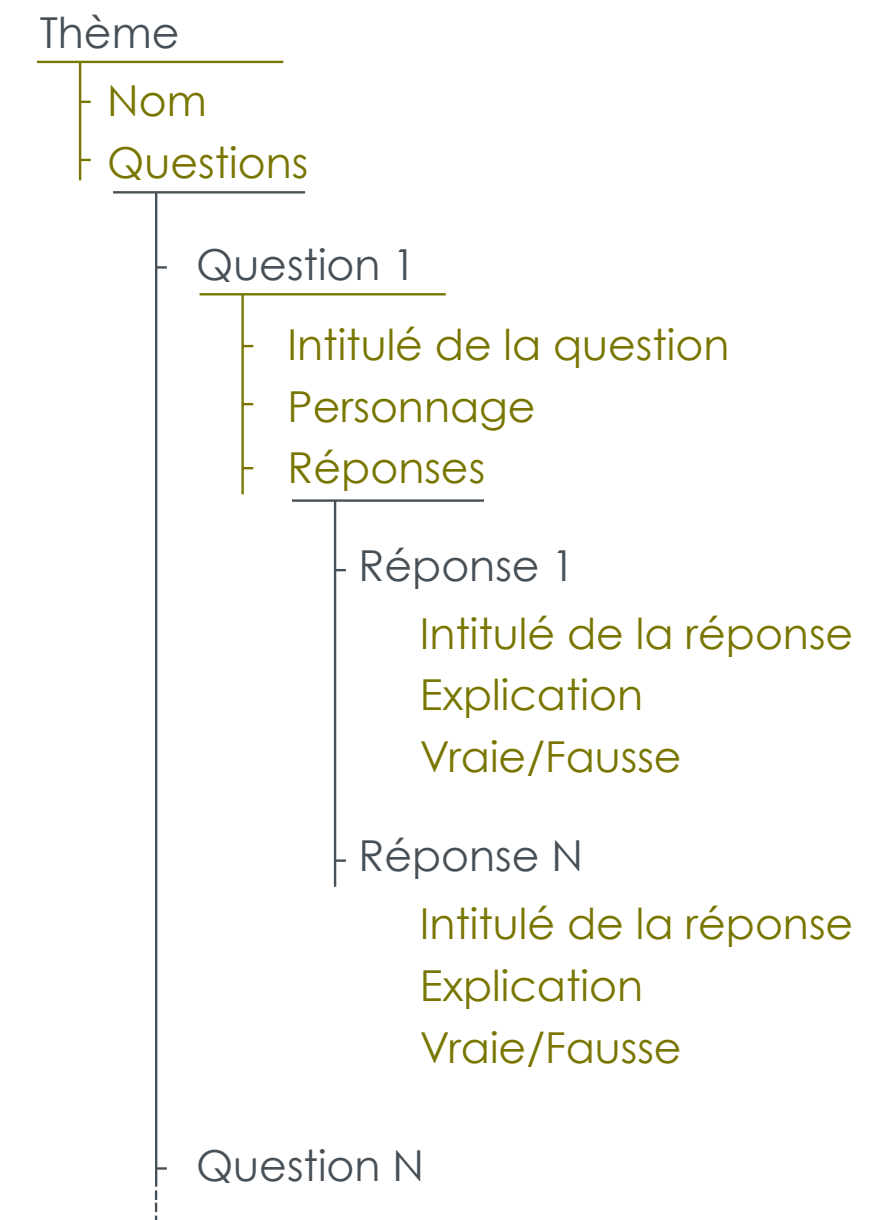 Thème
Nom
Questions
Question 1
Intitulé de la question
Personnage
Réponses
Réponse 1
Intitulé de la réponse
Explication
Vraie/Fausse
Réponse N
Intitulé de la réponse
Explication
Vraie/Fausse
Question N